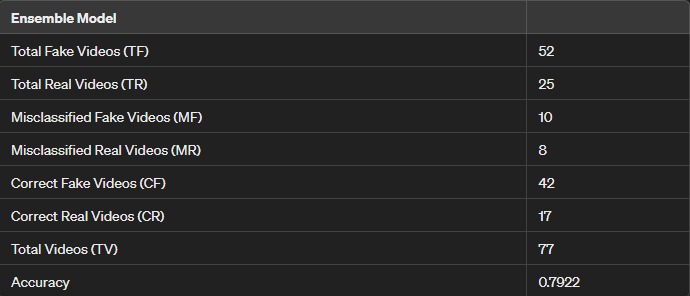 Ensemble Model
Total Fake Videos (TF) 52
Total Real Videos (TR) 25
Misclassified Fake Videos (MF) 10
Misclassified Real Videos (MR) 8
Correct Fake Videos (CF) 42
Correct Real Videos (CR) 17
Total Videos (TV) 77
Accuracy 0.7922